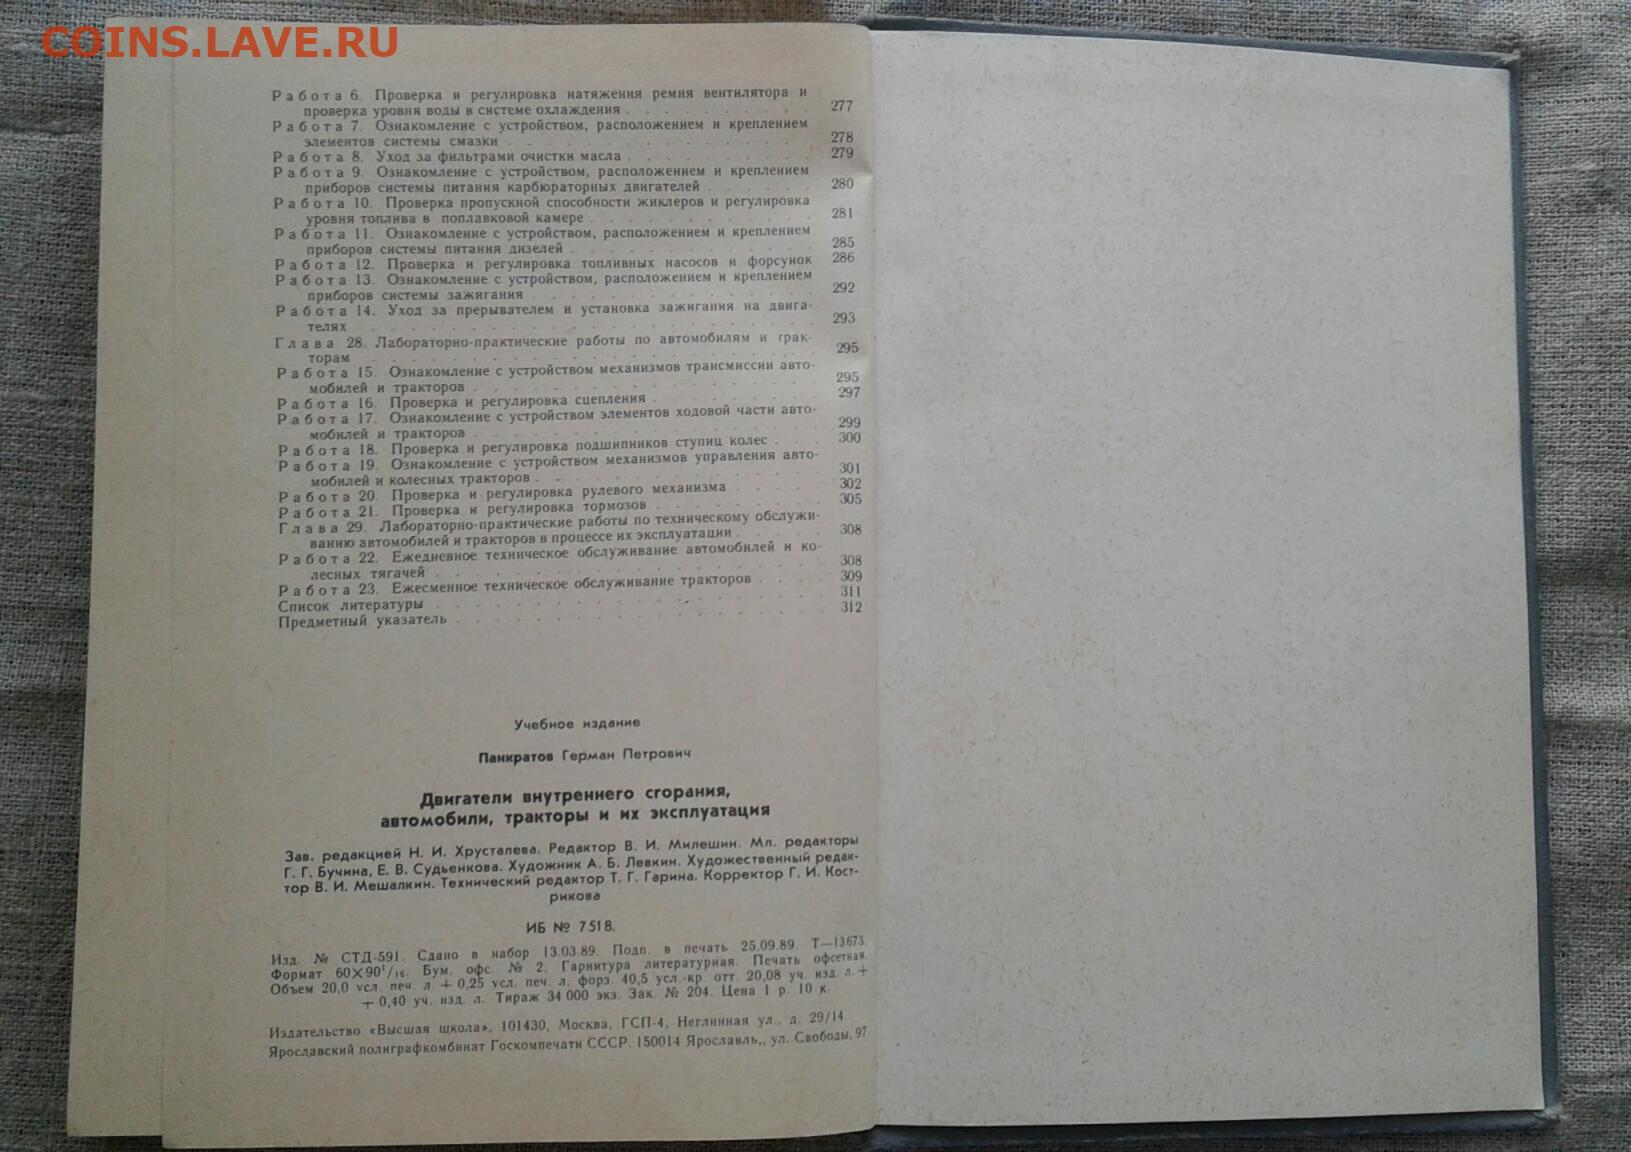 COINS.LAVE.RU
Работа 6. Проверка и регулировка натяжения ремня вентилятора и
проверка уровня воды в системе охлаждения . . . . . . . . 277
Работа 7. Ознакомление с устройством, расположением и креплением
элементов системы смазки . . . . . . . . 278
Работа 8. Уход за фильтрами очистки масла . . . . . . . . 279
Работа 9. Ознакомление с устройством, расположением и креплением
приборов системы питания карбюраторных двигателей . . . . . . 280
Работа 10. Проверка пропускной способности жиклеров и регулировка
уровня топлива в поплавковой камере . . . . . . . . 281
Работа 11. Ознакомление с устройством, расположением и креплением
приборов системы питания дизелей . . . . . . . . 285
Работа 12. Проверка и регулировка топливных насосов и форсунок 286
Работа 13. Ознакомление с устройством, расположением и креплением
приборов системы зажигания . . . . . . . . 292
Работа 14. Уход за прерывателем и установка зажигания на двига-
телях . . . . . . . . 293
Глава 28. Лабораторно-практические работы по автомобилям и трак-
торам . . . . . . . . 295
Работа 15. Ознакомление с устройством механизмов трансмиссии авто-
мобилей и тракторов . . . . . . . . 295
Работа 16. Проверка и регулировка сцепления . . . . . . . . 297
Работа 17. Ознакомление с устройством элементов ходовой части авто-
мобилей и тракторов . . . . . . . . 299
Работа 18. Проверка и регулировка подшипников ступиц колес . . . 300
Работа 19. Ознакомление с устройством механизмов управления авто-
мобилей и колесных тракторов . . . . . . . . 301
Работа 20. Проверка и регулировка рулевого механизма . . . . . 302
Работа 21. Проверка и регулировка тормозов . . . . . . . . 305
Глава 29. Лабораторно-практические работы по техническому обслужи-
ванию автомобилей и тракторов в процессе их эксплуатации . . . . . 308
Работа 22. Ежедневное техническое обслуживание автомобилей и ко-
лесных тягачей . . . . . . . . 308
Работа 23. Ежесменное техническое обслуживание тракторов . . . . 309
Список литературы . . . . . . . . 311
Предметный указатель . . . . . . . . 312
Учебное издание
Панкратов Герман Петрович
Двигатели внутреннего сгорания,
автомобили, тракторы и их эксплуатация
Зав. редакцией Н. И. Хрусталева. Редактор В. И. Милешин. Мл. редакторы
Г. Г. Бучина, Е. В. Судьенкова. Художник А. Б. Левкин. Художественный редак-
тор В. И. Мешалкин. Технический редактор Т. Г. Гарина. Корректор Г. И. Кост-
рикова
ИБ № 7518.
Изд. № СТД-591. Сдано в набор 13.03.89. Подп. в печать 25.09.89. Т—13673.
Формат 60×90¹/₁₆. Бум. офс. № 2. Гарнитура литературная. Печать офсетная.
Объем 20,0 усл. печ. л. + 0,25 усл. печ. л. форз. 40,5 усл.-кр. отт. 20,08 уч. изд. л. +
+ 0,40 уч. изд. л. Тираж 34 000 экз. Зак. № 204. Цена 1 р. 10 к.
Издательство «Высшая школа», 101430, Москва, ГСП-4, Неглинная ул., д. 29/14.
Ярославский полиграфкомбинат Госкомпечати СССР. 150014 Ярославль,, ул. Свободы, 97